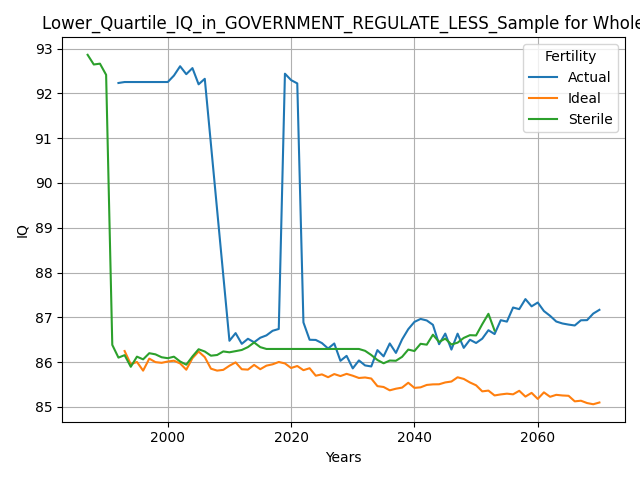 Lower_Quartile_IQ_in_GOVERNMENT_REGULATE_LESS_Sample for Whole
93
92
91
90
89
88
87
86
85
IQ
2000
2020
2040
2060
Years
Fertility
Actual
Ideal
Sterile